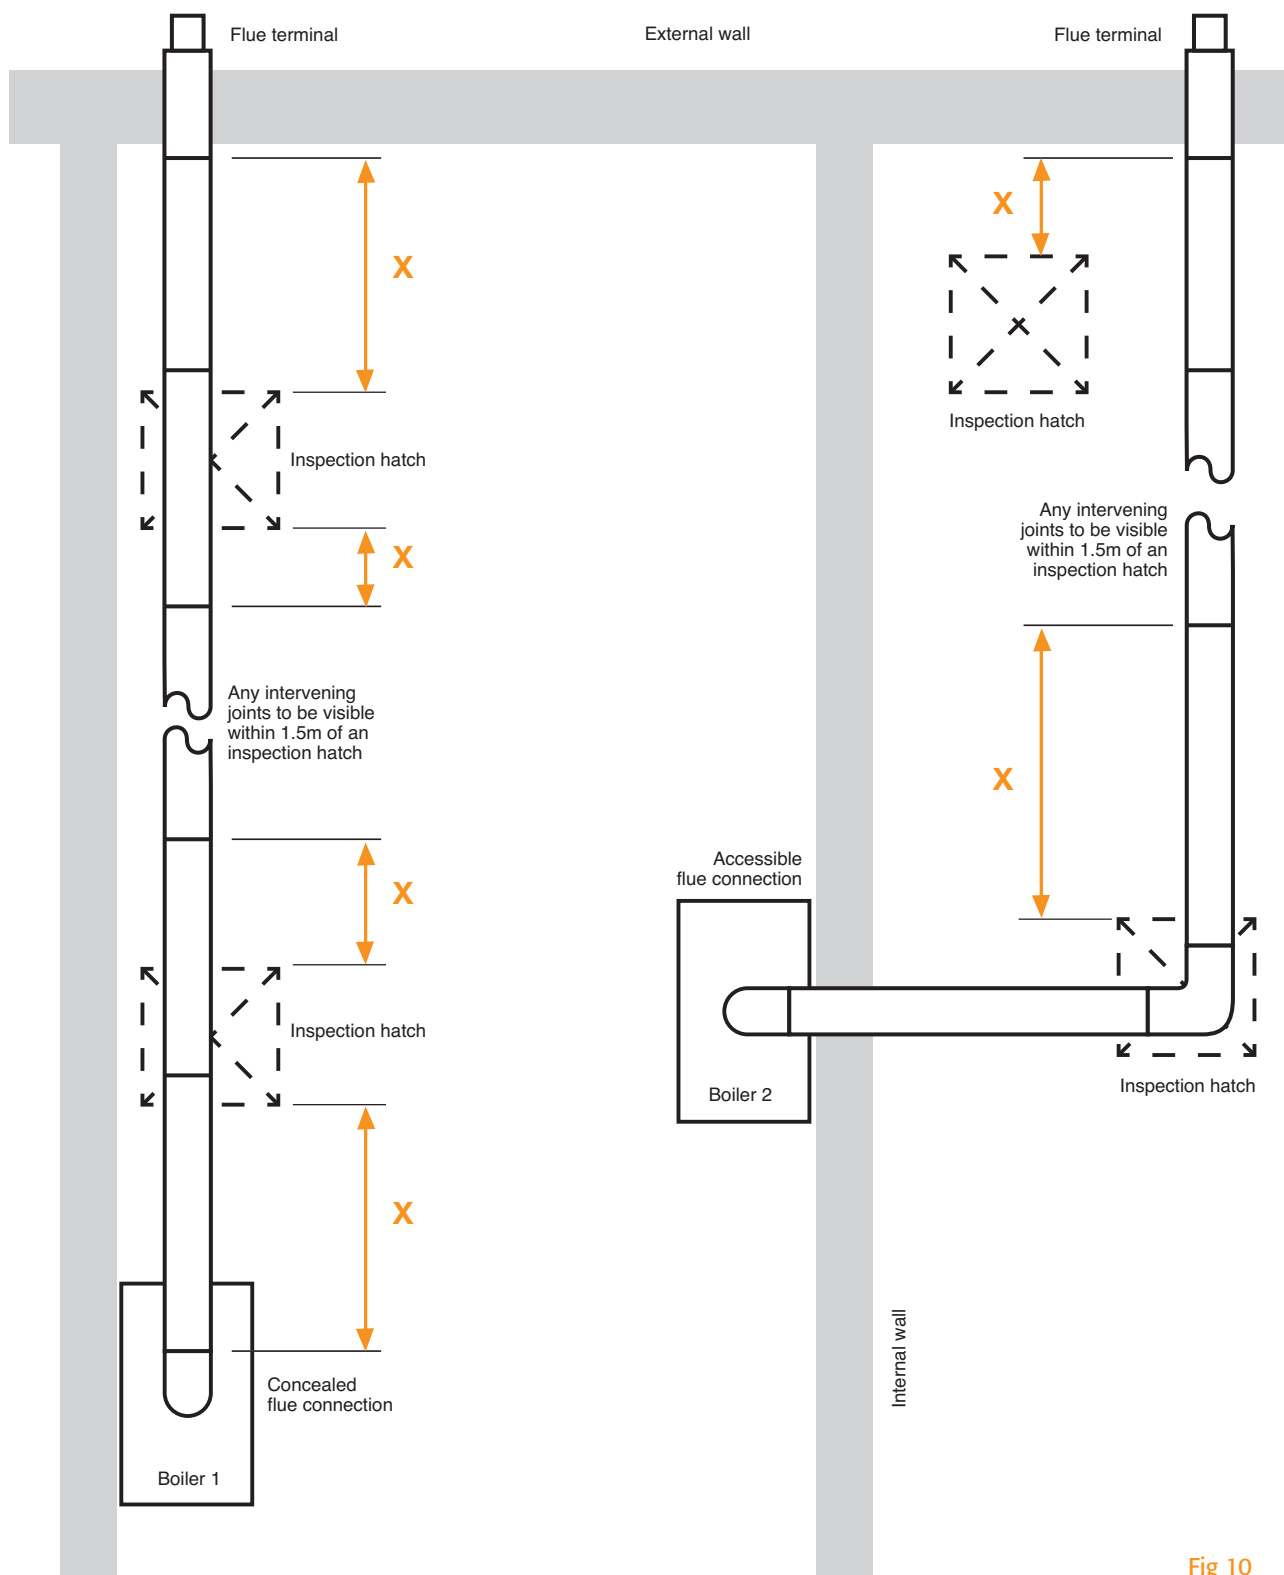 Flue terminal
External wall
Flue terminal
X
X
Inspection hatch
Inspection hatch
X
Any intervening
joints to be visible
within 1.5m of an
inspection hatch
Any intervening
joints to be visible
within 1.5m of an
inspection hatch
X
X
Accessible
flue connection
Inspection hatch
Boiler 2
Inspection hatch
X
Internal wall
Concealed
flue connection
Boiler 1
Fig 10